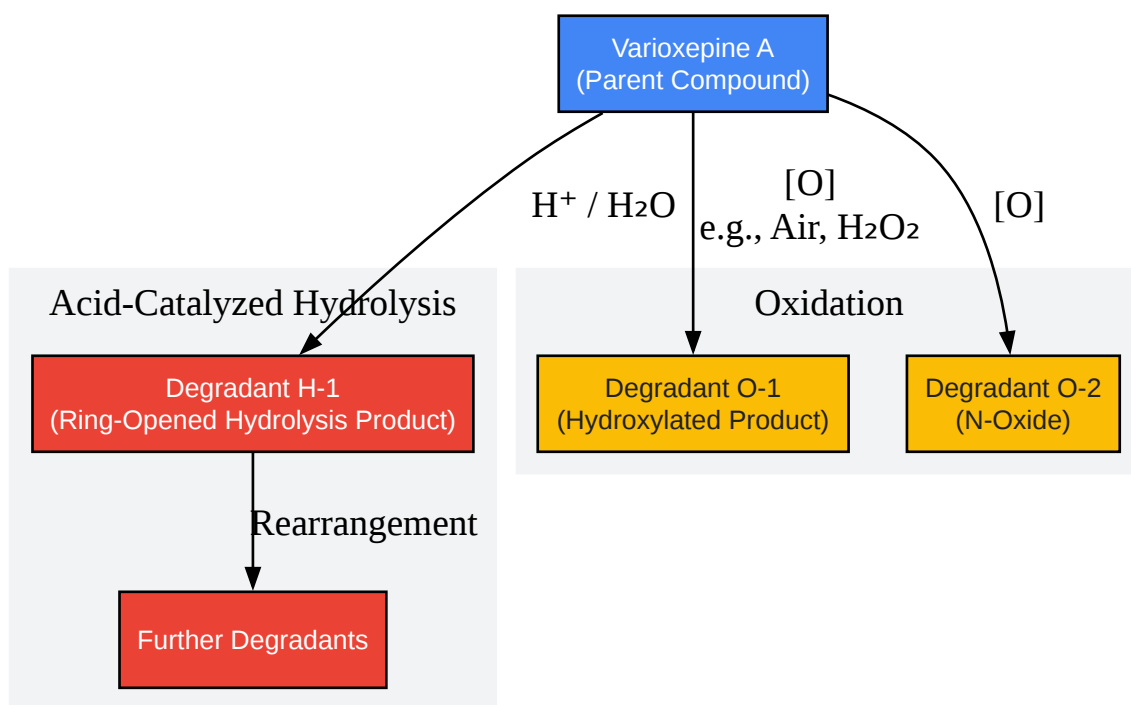 Varioxepine A
(Parent Compound)
H⁺ / H₂O
[O]
e.g., Air, H₂O₂
[O]
Acid-Catalyzed Hydrolysis
Oxidation
Degradant H-1
(Ring-Opened Hydrolysis Product)
Degradant O-1
(Hydroxylated Product)
Degradant O-2
(N-Oxide)
Rearrangement
Further Degradants